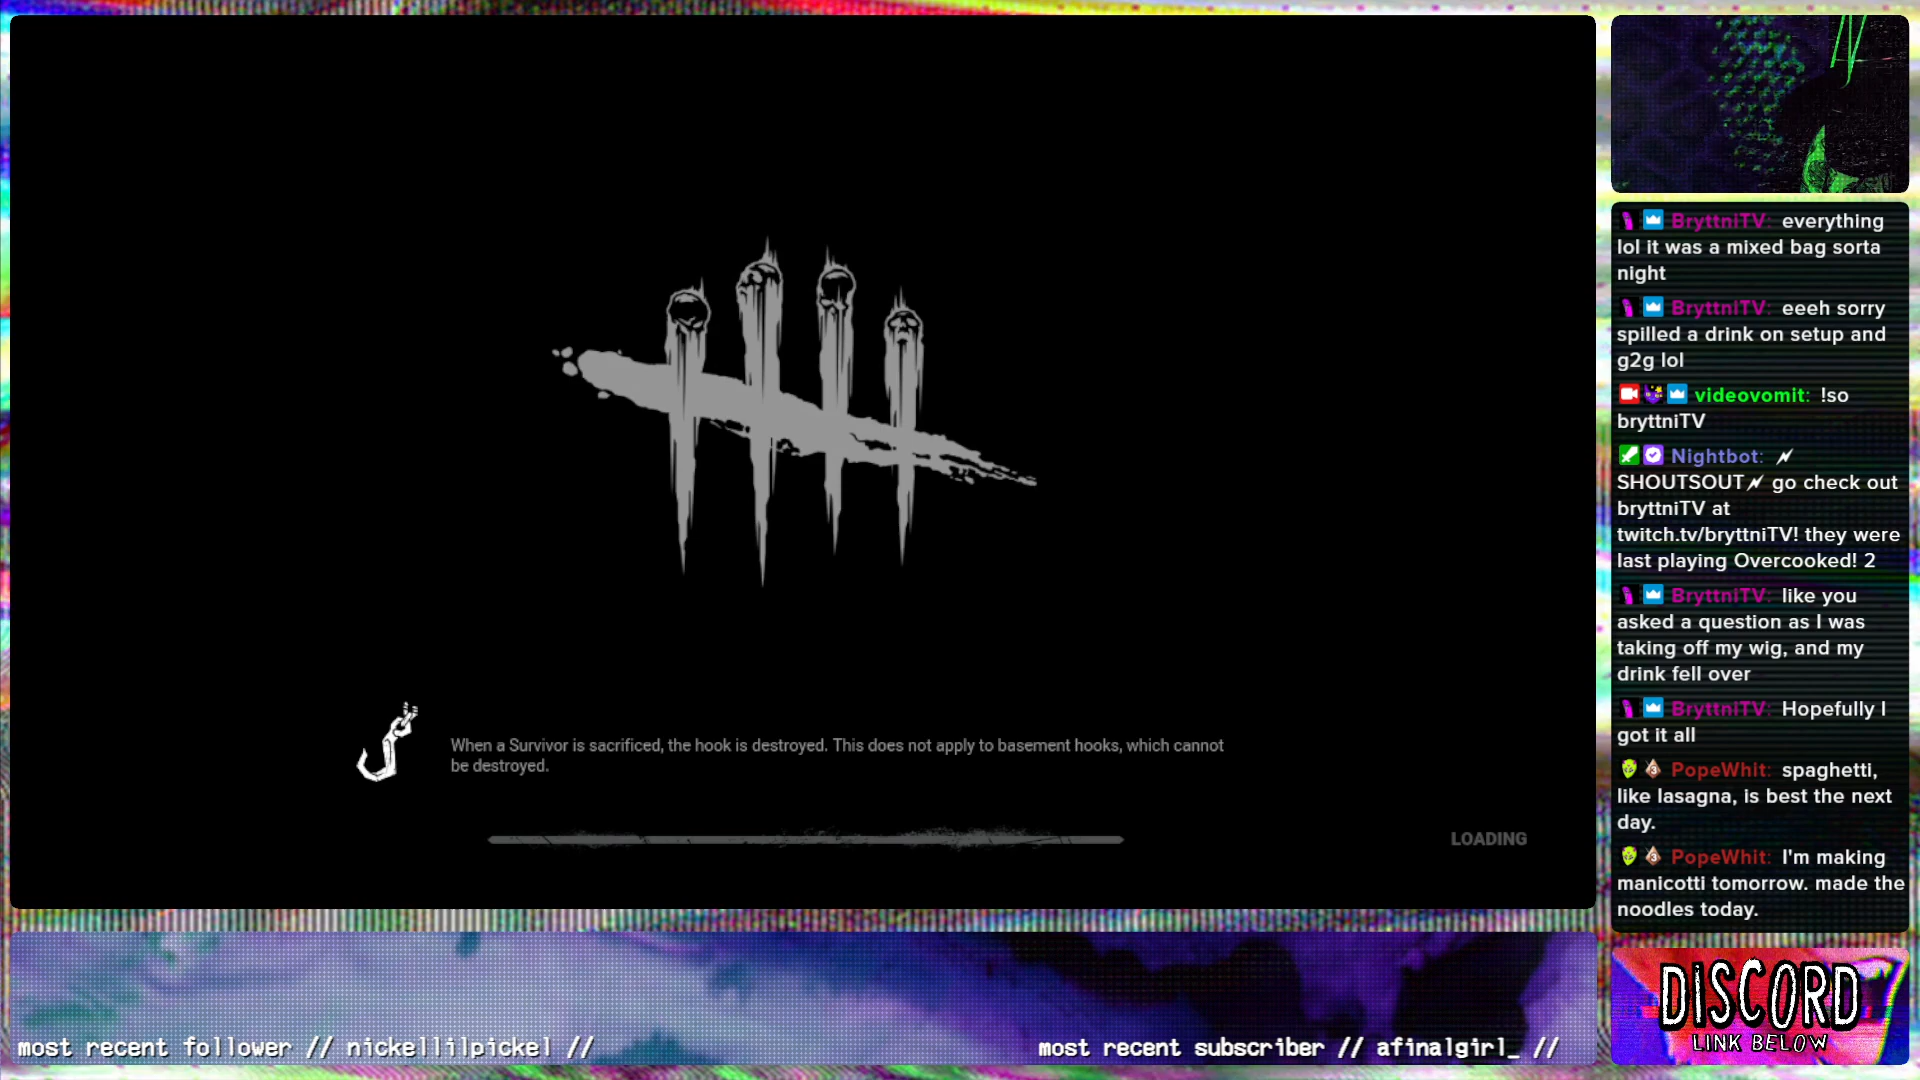 When a Survivor is sacrificed, the hook is destroyed. This does not apply to basement hooks, which cannot
be destroyed.
LOADING
BryttniTV: everything
lol it was a mixed bag sorta
night
BryttniTV: eeeh sorry
spilled a drink on setup and
g2g lol
videovomit: !so
bryttniTV
Nightbot:
SHOUTSOUT go check out
bryttniTV at
twitch.tv/bryttniTV! they were
last playing Overcooked! 2
BryttniTV: like you
asked a question as I was
taking off my wig, and my
drink fell over
BryttniTV: Hopefully I
got it all
PopeWhit: spaghetti,
like lasagna, is best the next
day.
PopeWhit: I'm making
manicotti tomorrow. made the
noodles today.
most recent follower // nickellilpickel //
most recent subscriber // afinalgirl_ //
DISCORD
LINK BELOW